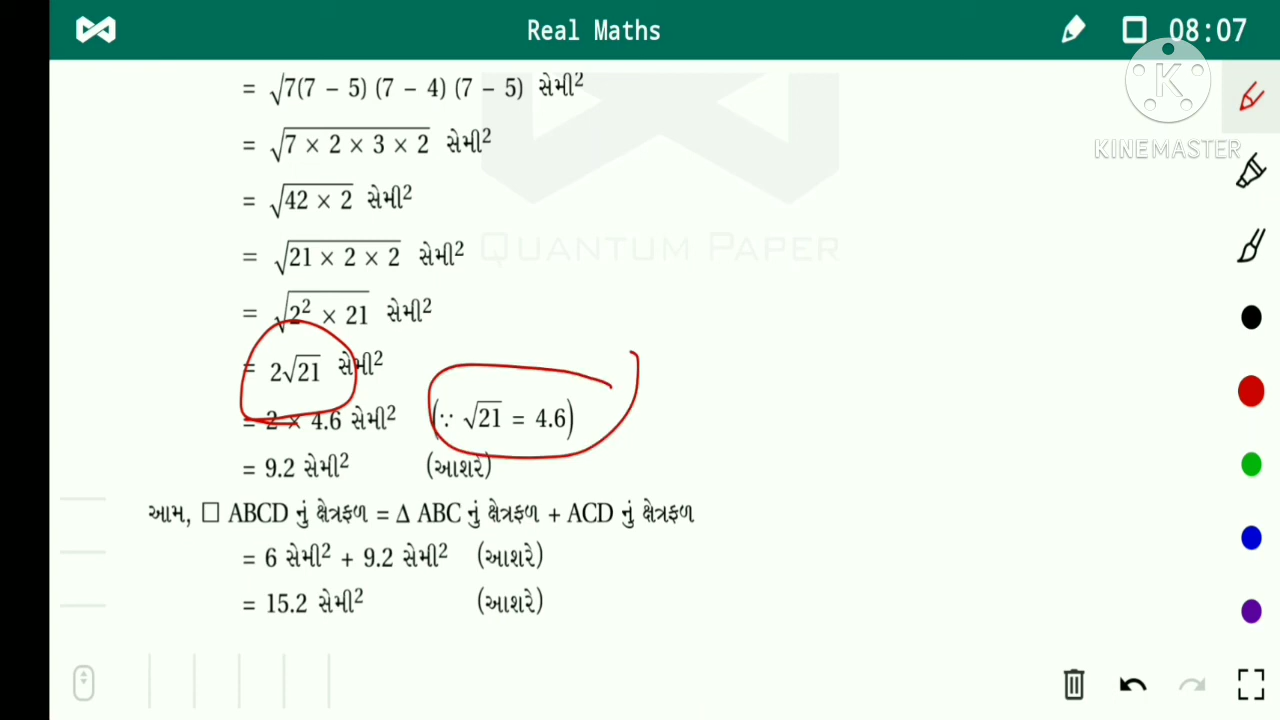 Real Maths
08:07
K
KINEMASTER
= √7(7 – 5) (7 – 4) (7 – 5) સેમી²
= √7 × 2 × 3 × 2 સેમી²
= √42 × 2 સેમી²
QUANTUM PAPER
= √21 × 2 × 2 સેમી²
= √2² × 21 સેમી²
= 2√21 સેમી²
= 2 × 4.6 સેમી² (∵ √21 = 4.6)
= 9.2 સેમી² (આશરે)
આમ, □ ABCD નું ક્ષેત્રફળ = Δ ABC નું ક્ષેત્રફળ + ACD નું ક્ષેત્રફળ
= 6 સેમી² + 9.2 સેમી² (આશરે)
= 15.2 સેમી² (આશરે)